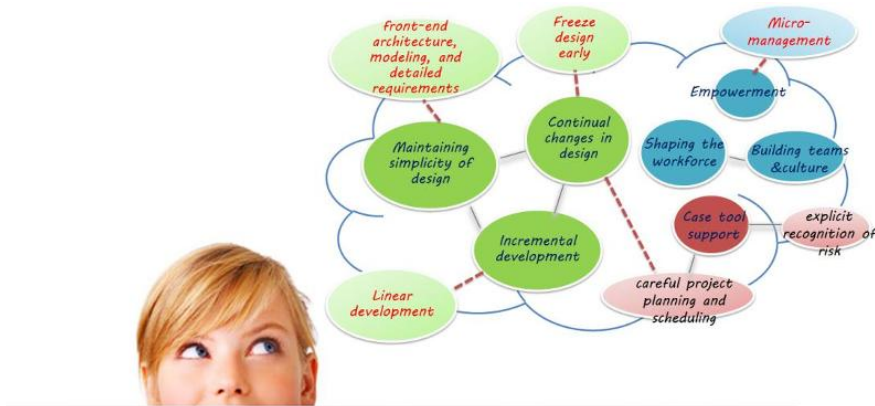 Front-end
architecture,
modeling, and
detailed
requirements
Freeze
design
early
Micro-
management
Empowerment
Maintaining
simplicity of
design
Continual
changes in
design
Shaping the
workforce
Building teams
&culture
Incremental
development
Case tool
support
explicit
recognition of
risk
Linear
development
careful project
planning and
scheduling